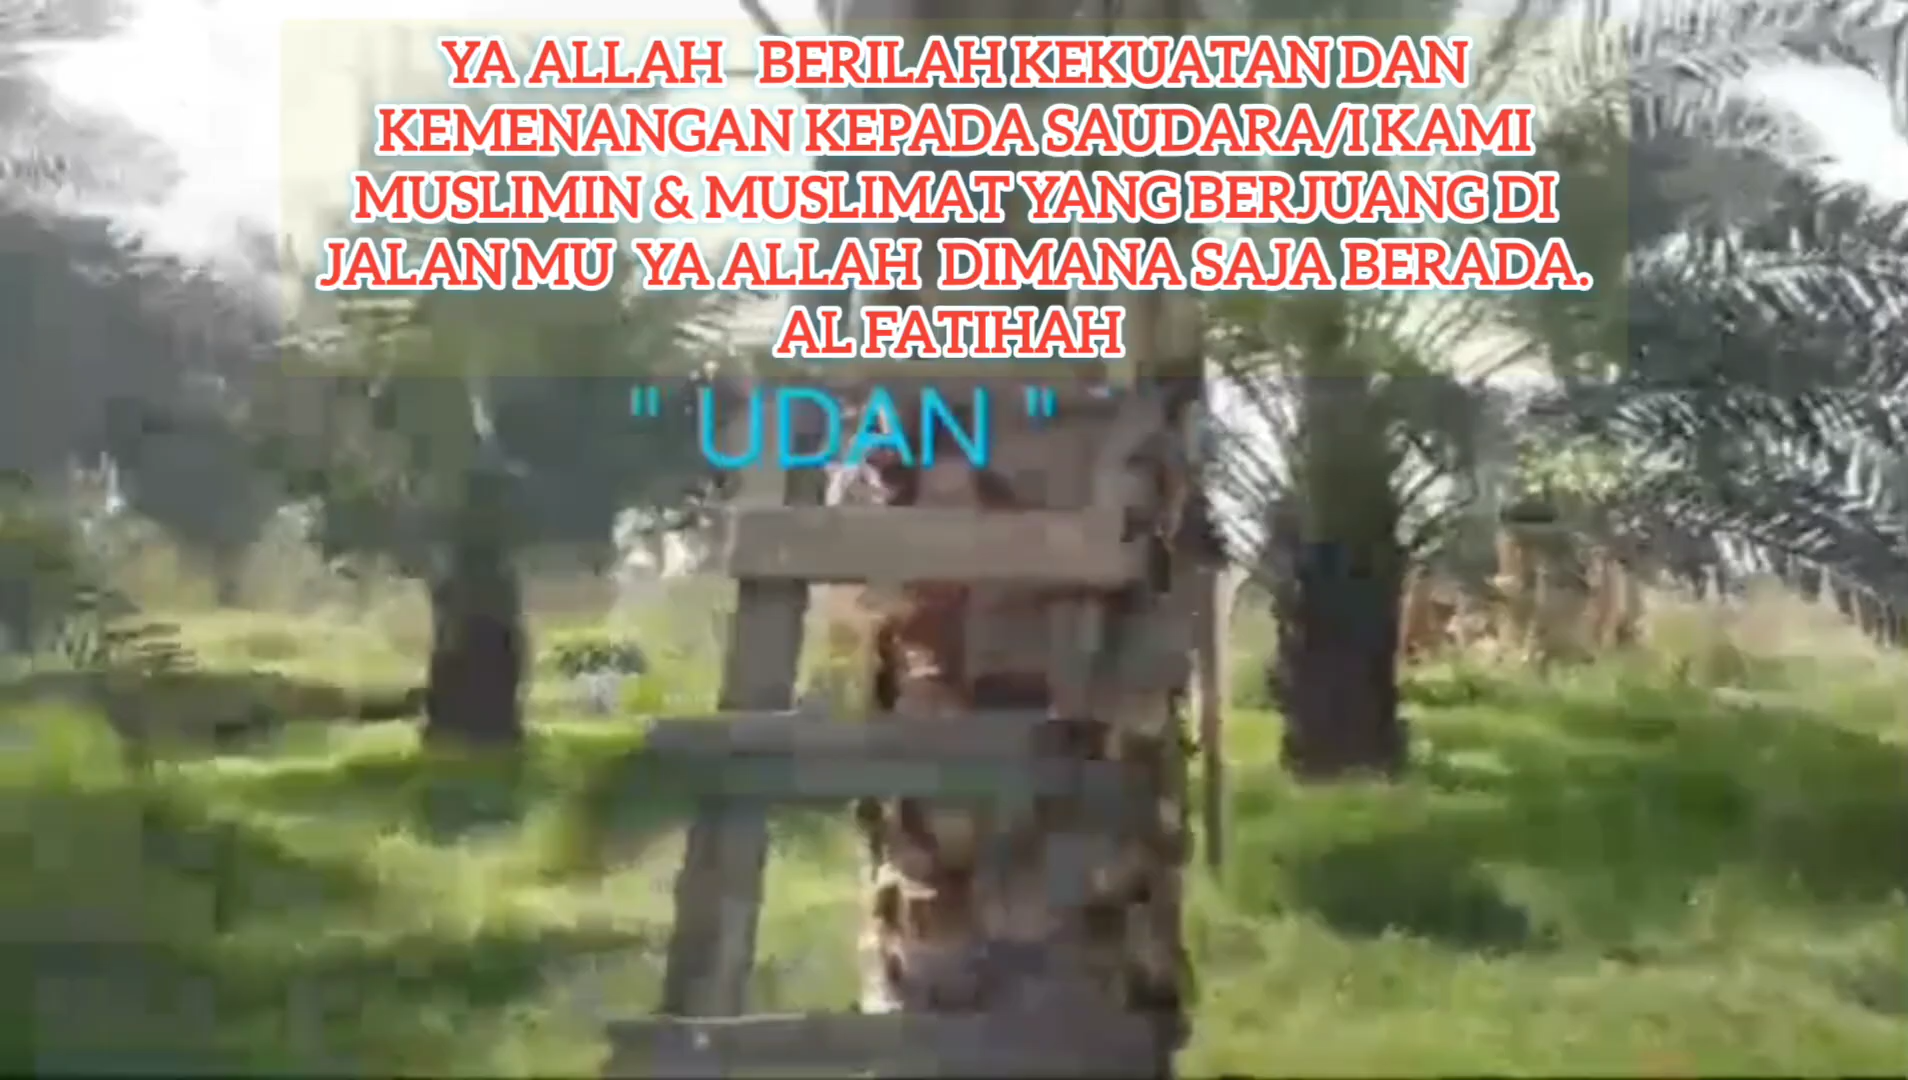 YA ALLAH BERILAH KEKUATAN DAN
KEMENANGAN KEPADA SAUDARA/I KAMI
MUSLIMIN & MUSLIMAT YANG BERJUANG DI
JALAN MU YA ALLAH DIMANA SAJA BERADA.
AL FATIHAH
" UDAN "